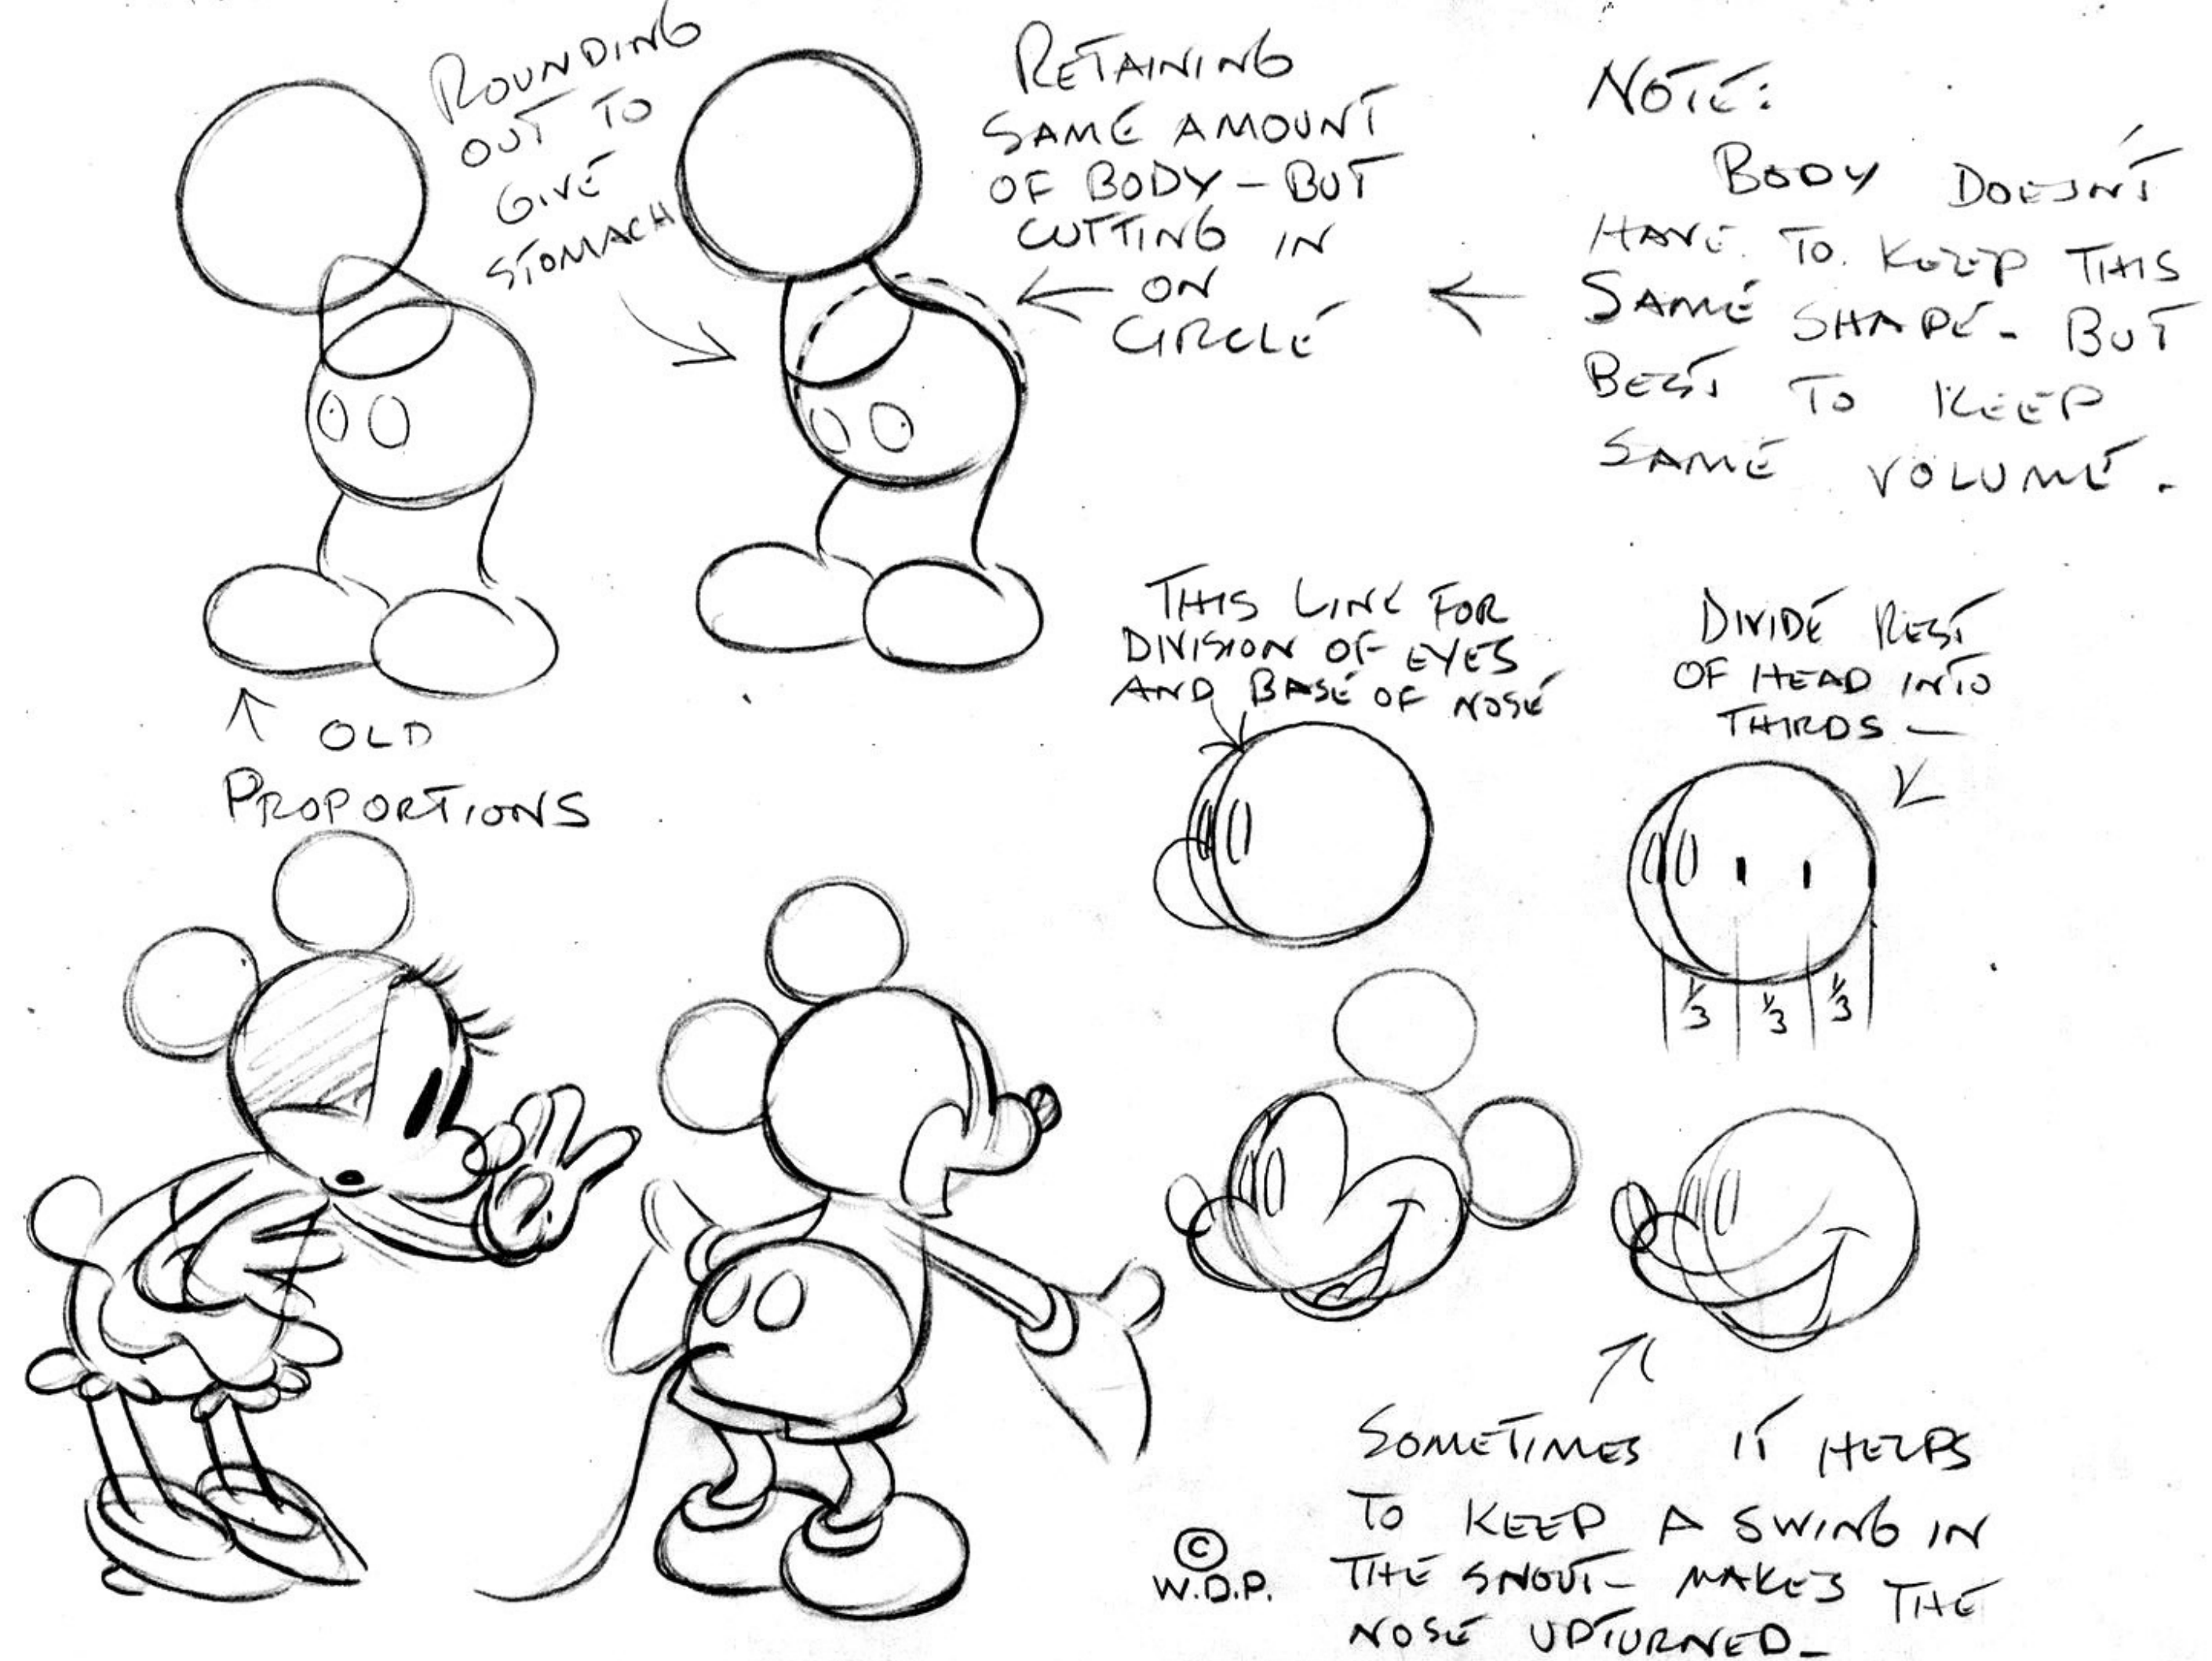 ROUNDING
OUT TO
GIVE
STOMACH
RETAINING
SAME AMOUNT
OF BODY – BUT
CUTTING IN
ON
CIRCLE
NOTE:
BODY DOESN'T
HAVE TO KEEP THIS
SAME SHAPE – BUT
BEST TO KEEP
SAME VOLUME.
OLD
PROPORTIONS
THIS LINE FOR
DIVISION OF EYES
AND BASE OF NOSE
DIVIDE REST
OF HEAD INTO
THIRDS –
1/3 1/3 1/3
SOMETIMES IT HELPS
TO KEEP A SWING IN
THE SNOUT – MAKES THE
NOSE UPTURNED –
©
W.D.P.